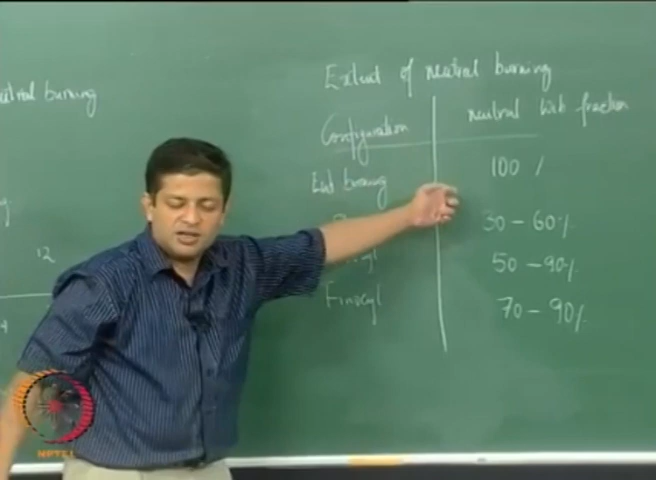 neutral burning
Extent of neutral burning
Configuration neutral web fraction
End burning 100 /
30 - 60%
50 - 90%
Finocyl 70 - 90%
12
NPTEL